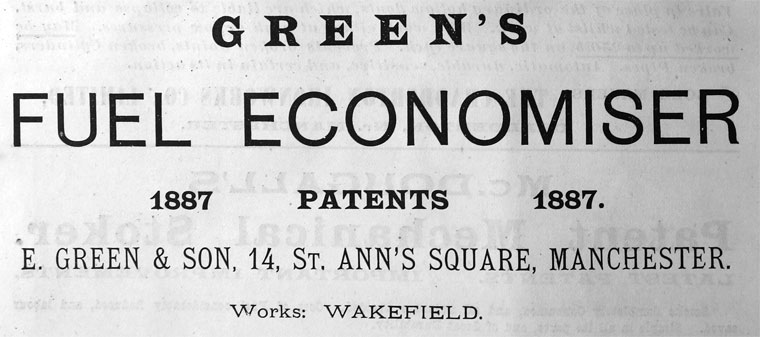 GREEN'S
FUEL ECONOMISER
1887 PATENTS 1887.
E. GREEN & SON, 14, ST. ANN'S SQUARE, MANCHESTER.
Works: WAKEFIELD.